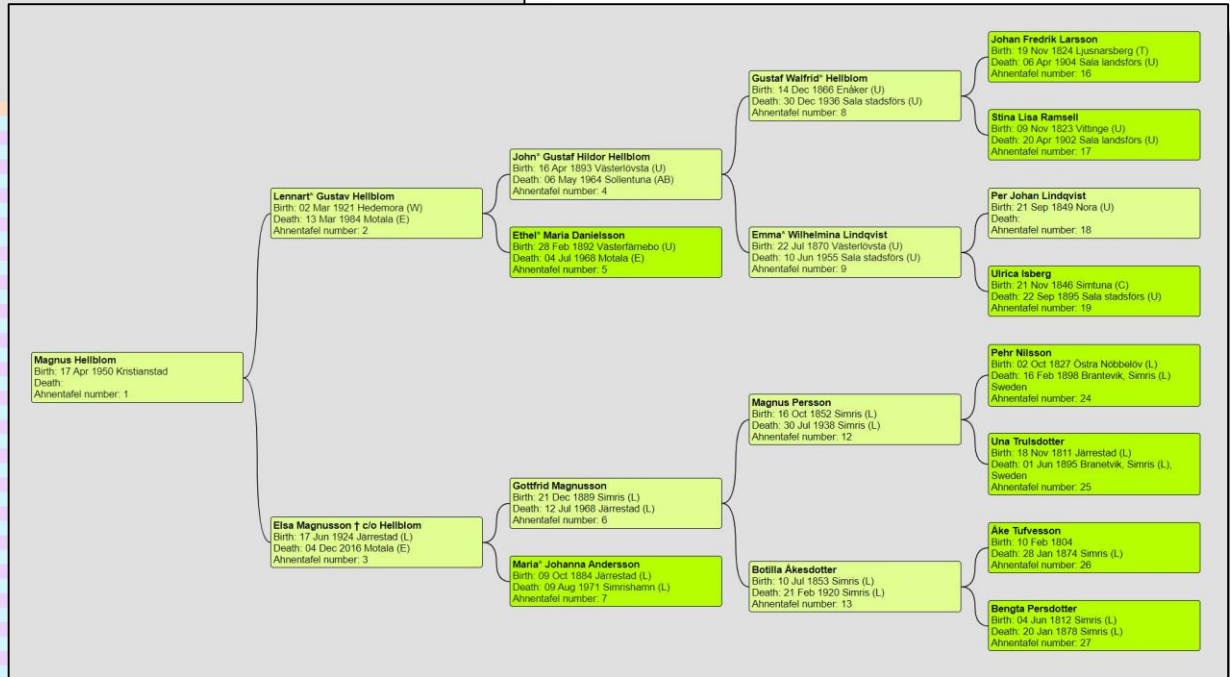 Johan Fredrik Larsson
Birth: 19 Nov 1824 Ljusnarsberg (T)
Death: 06 Apr 1904 Sala landsförs (U)
Ahnentafel number: 16
Gustaf Walfrid* Hellblom
Birth: 14 Dec 1866 Enåker (U)
Death: 30 Dec 1936 Sala stadsförs (U)
Ahnentafel number: 8
Stina Lisa Ramsell
Birth: 09 Nov 1823 Vittinge (U)
Death: 20 Apr 1902 Sala landsförs (U)
Ahnentafel number: 17
John* Gustaf Hildor Hellblom
Birth: 16 Apr 1893 Västerlövsta (U)
Death: 06 May 1964 Sollentuna (AB)
Ahnentafel number: 4
Lennart* Gustav Hellblom
Birth: 02 Mar 1921 Hedemora (W)
Death: 13 Mar 1984 Motala (E)
Ahnentafel number: 2
Per Johan Lindqvist
Birth: 21 Sep 1849 Nora (U)
Death:
Ahnentafel number: 18
Ethel* Maria Danielsson
Birth: 28 Feb 1892 Västerfärnebo (U)
Death: 04 Jul 1968 Motala (E)
Ahnentafel number: 5
Emma* Wilhelmina Lindqvist
Birth: 22 Jul 1870 Västerlövsta (U)
Death: 10 Jun 1955 Sala stadsförs (U)
Ahnentafel number: 9
Ulrica Isberg
Birth: 21 Nov 1846 Simtuna (C)
Death: 22 Sep 1895 Sala stadsförs (U)
Ahnentafel number: 19
Magnus Hellblom
Birth: 17 Apr 1950 Kristianstad
Death:
Ahnentafel number: 1
Pehr Nilsson
Birth: 02 Oct 1827 Östra Nöbbelöv (L)
Death: 16 Feb 1898 Brantevik, Simris (L)
Sweden
Ahnentafel number: 24
Magnus Persson
Birth: 16 Oct 1852 Simris (L)
Death: 30 Jul 1938 Simris (L)
Ahnentafel number: 12
Una Trulsdotter
Birth: 18 Nov 1811 Järrestad (L)
Death: 01 Jun 1895 Branetvik, Simris (L),
Sweden
Ahnentafel number: 25
Gottfrid Magnusson
Birth: 21 Dec 1889 Simris (L)
Death: 12 Jul 1968 Järrestad (L)
Ahnentafel number: 6
Elsa Magnusson † c/o Hellblom
Birth: 17 Jun 1924 Järrestad (L)
Death: 04 Dec 2016 Motala (E)
Ahnentafel number: 3
Åke Tufvesson
Birth: 10 Feb 1804
Death: 28 Jan 1874 Simris (L)
Ahnentafel number: 26
Maria* Johanna Andersson
Birth: 09 Oct 1884 Järrestad (L)
Death: 09 Aug 1971 Simrishamn (L)
Ahnentafel number: 7
Botilla Åkesdotter
Birth: 10 Jul 1853 Simris (L)
Death: 21 Feb 1920 Simris (L)
Ahnentafel number: 13
Bengta Persdotter
Birth: 04 Jun 1812 Simris (L)
Death: 20 Jan 1878 Simris (L)
Ahnentafel number: 27